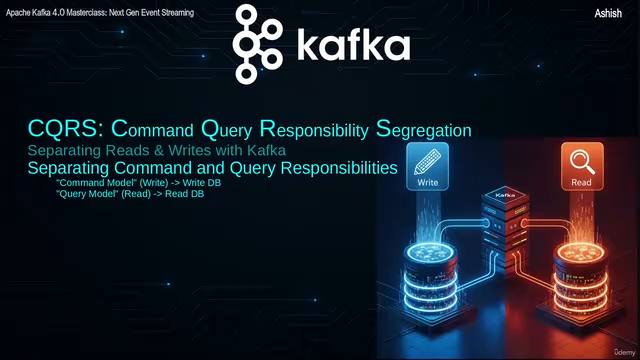 Apache Kafka 4.0 Masterclass: Next Gen Event Streaming
Ashish
kafka
CQRS: Command Query Responsibility Segregation
Separating Reads & Writes with Kafka
Separating Command and Query Responsibilities
"Command Model" (Write) -> Write DB
"Query Model" (Read) -> Read DB
Write
Read
Kafka
udemy